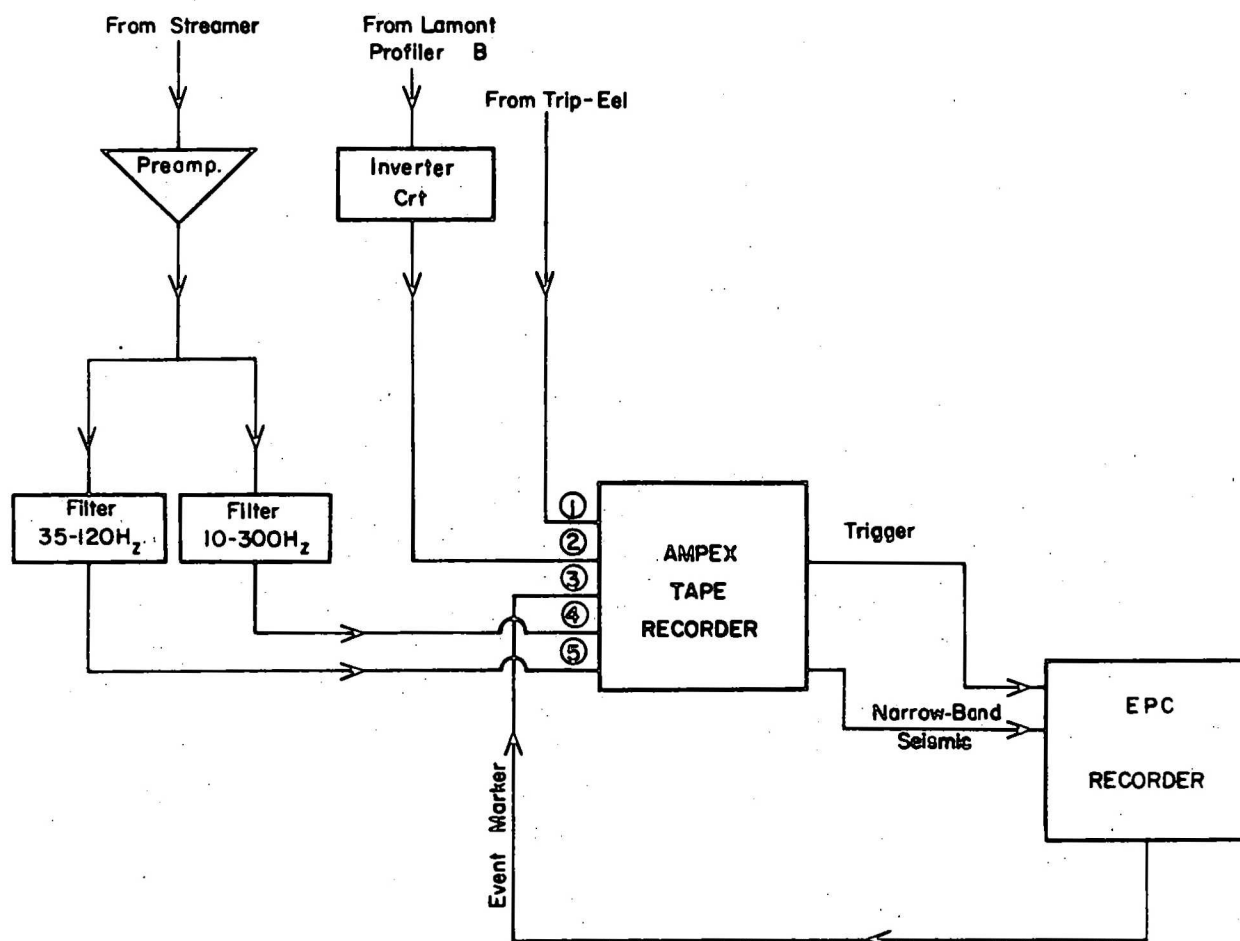 From Streamer
From Lamont
Profiler B
From Trip-Eel
Preamp.
Inverter
Crt
Filter
35-120Hz
Filter
10-300Hz
①
②
③
④
⑤
AMPEX
TAPE
RECORDER
Trigger
Narrow-Band
Seismic
EPC
RECORDER
Event Marker